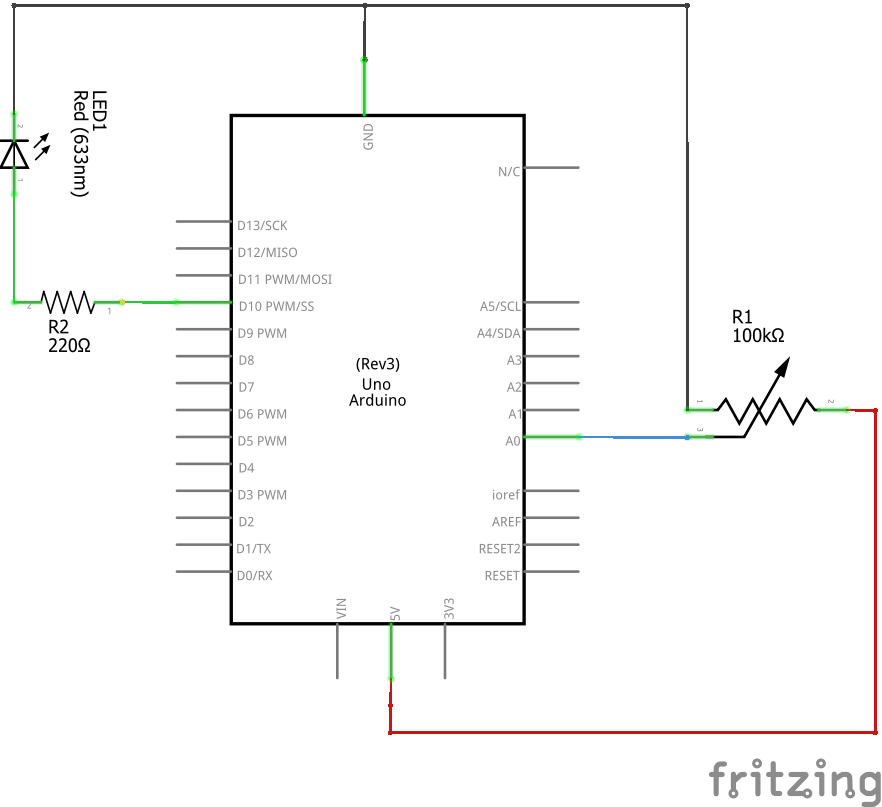 LED1
Red (633nm)
2
1
GND
N/C
D13/SCK
D12/MISO
D11 PWM/MOSI
D10 PWM/SS
D9 PWM
D8
D7
D6 PWM
D5 PWM
D4
D3 PWM
D2
D1/TX
D0/RX
2
1
R2
220Ω
(Rev3)
Uno
Arduino
A5/SCL
A4/SDA
A3
A2
A1
A0
ioref
AREF
RESET2
RESET
R1
100kΩ
1
2
3
VIN
5V
3V3
fritzing